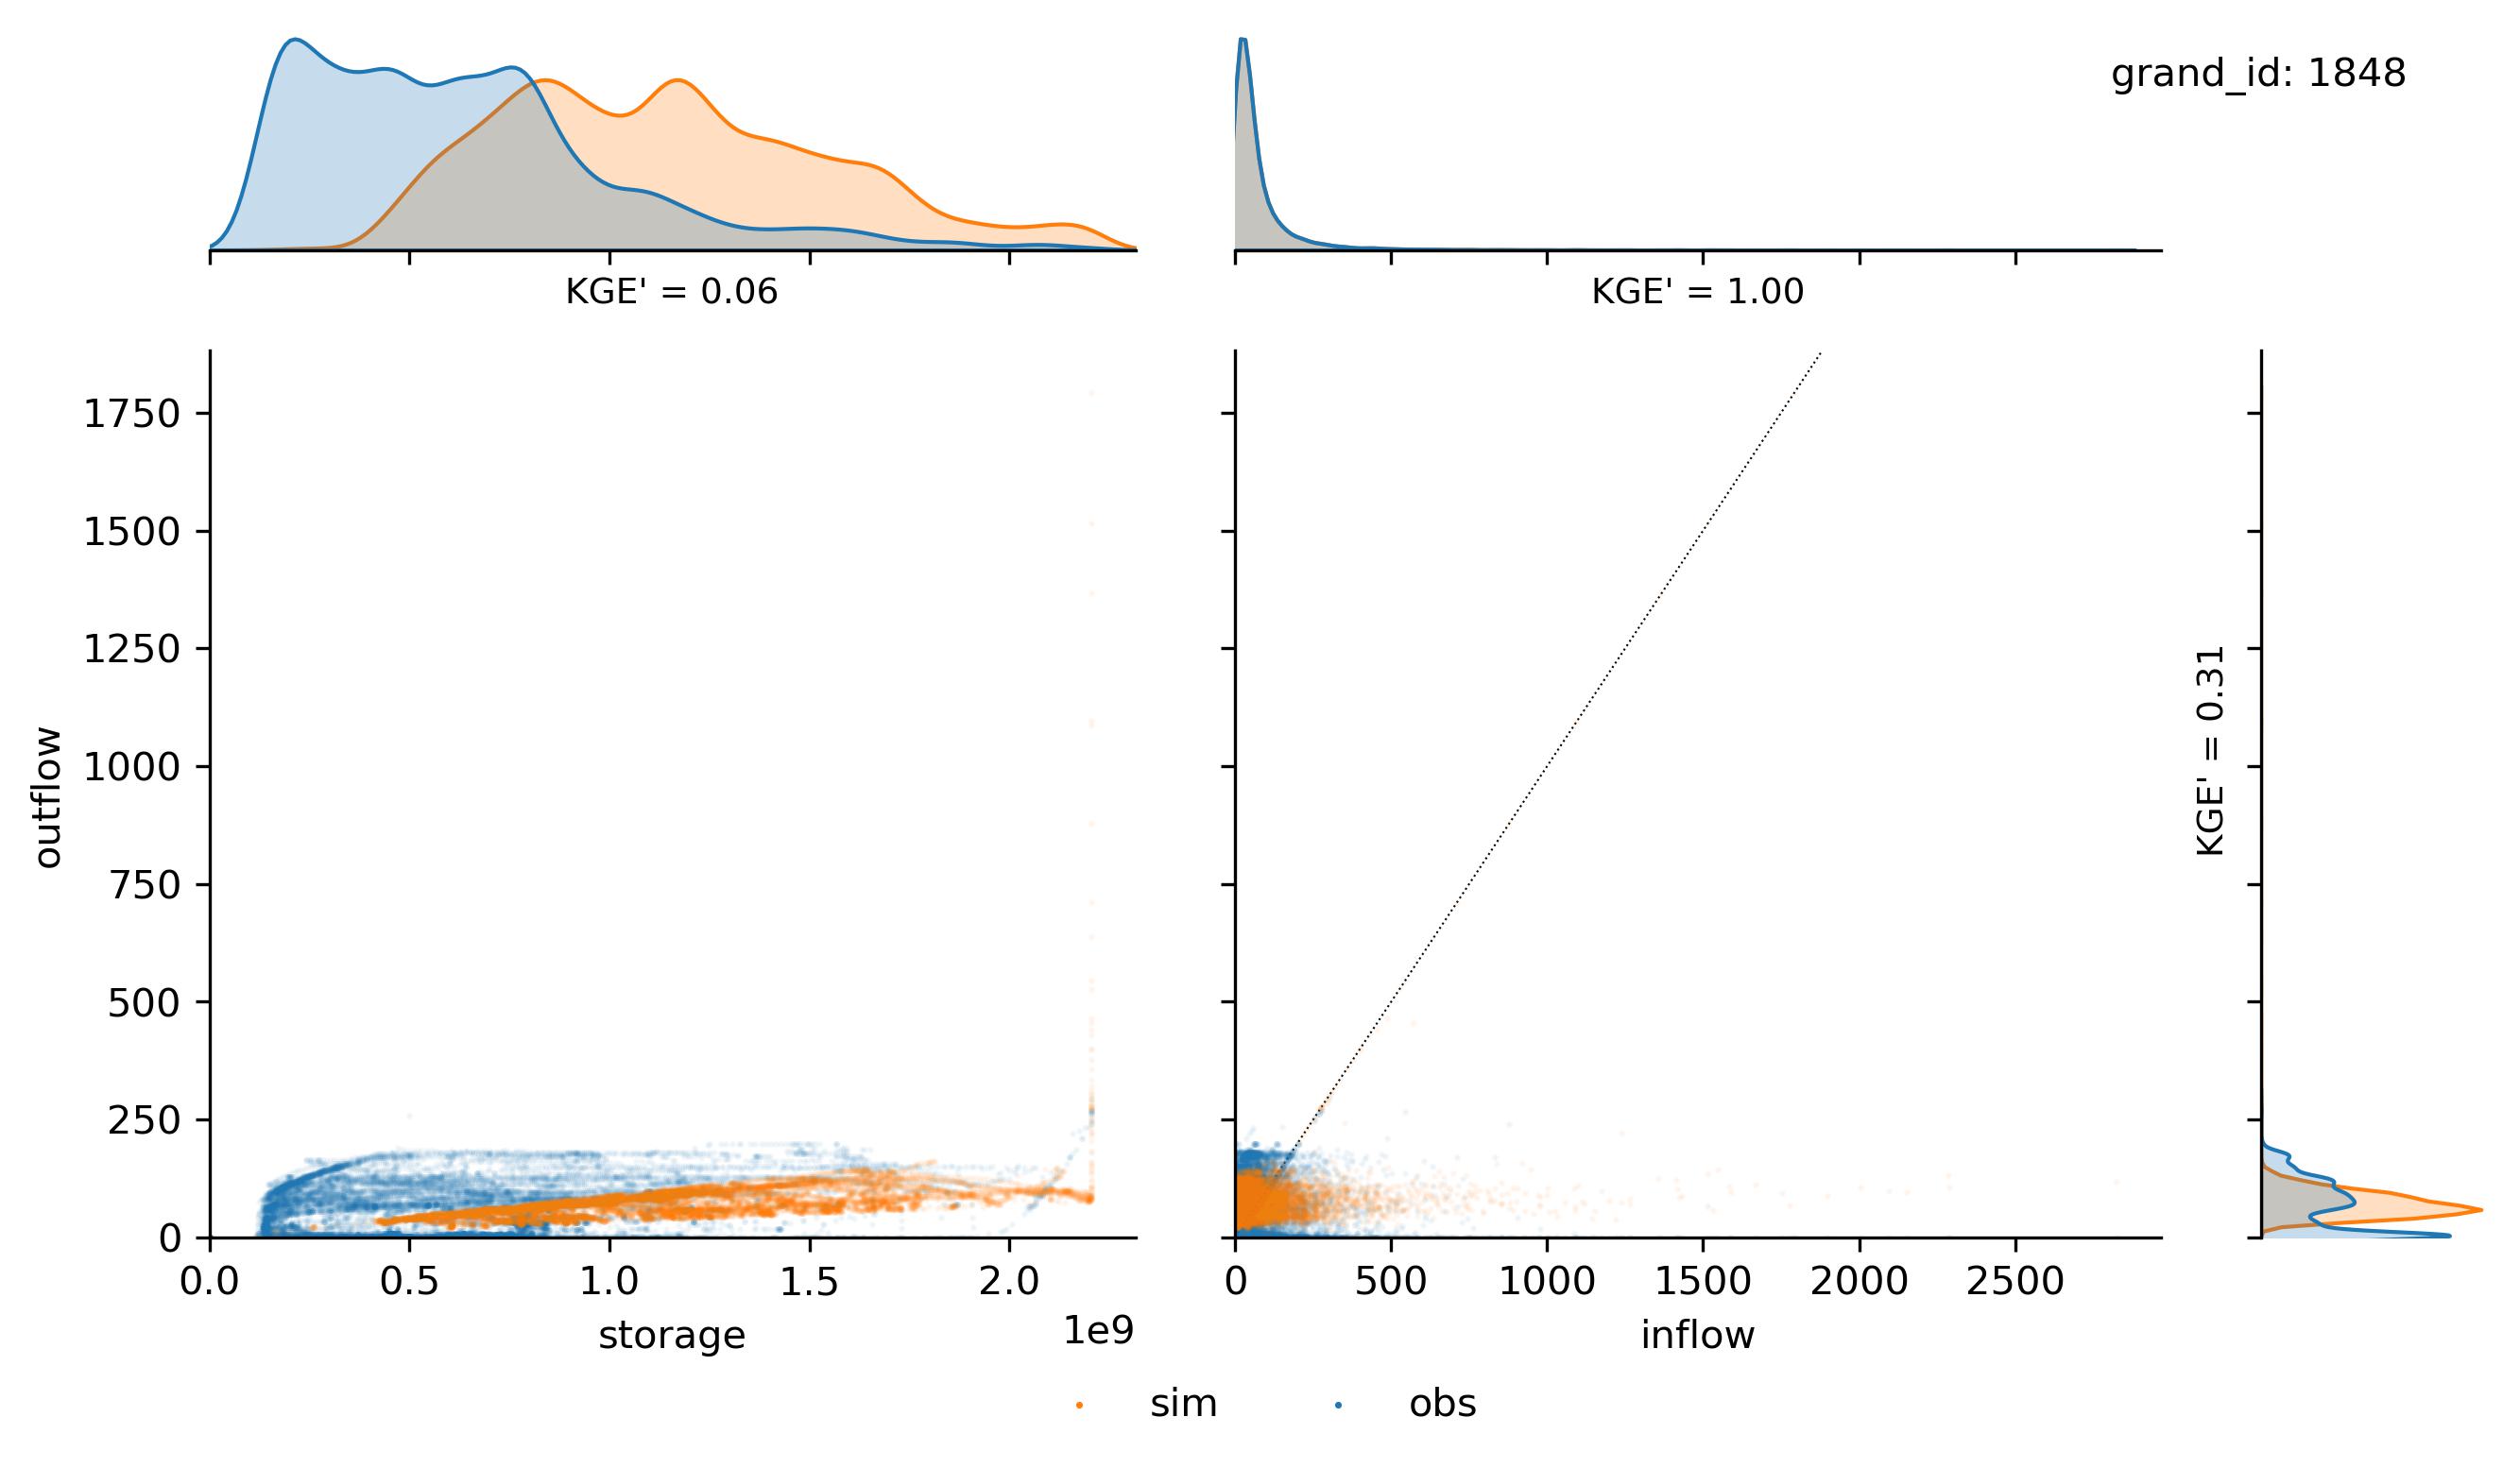 grand_id: 1848
KGE' = 0.06
KGE' = 1.00
1750
1500
1250
1000
750
500
250
0
outflow
KGE' = 0.31
0.0 0.5 1.0 1.5 2.0
1e9
storage
0 500 1000 1500 2000 2500
inflow
sim obs